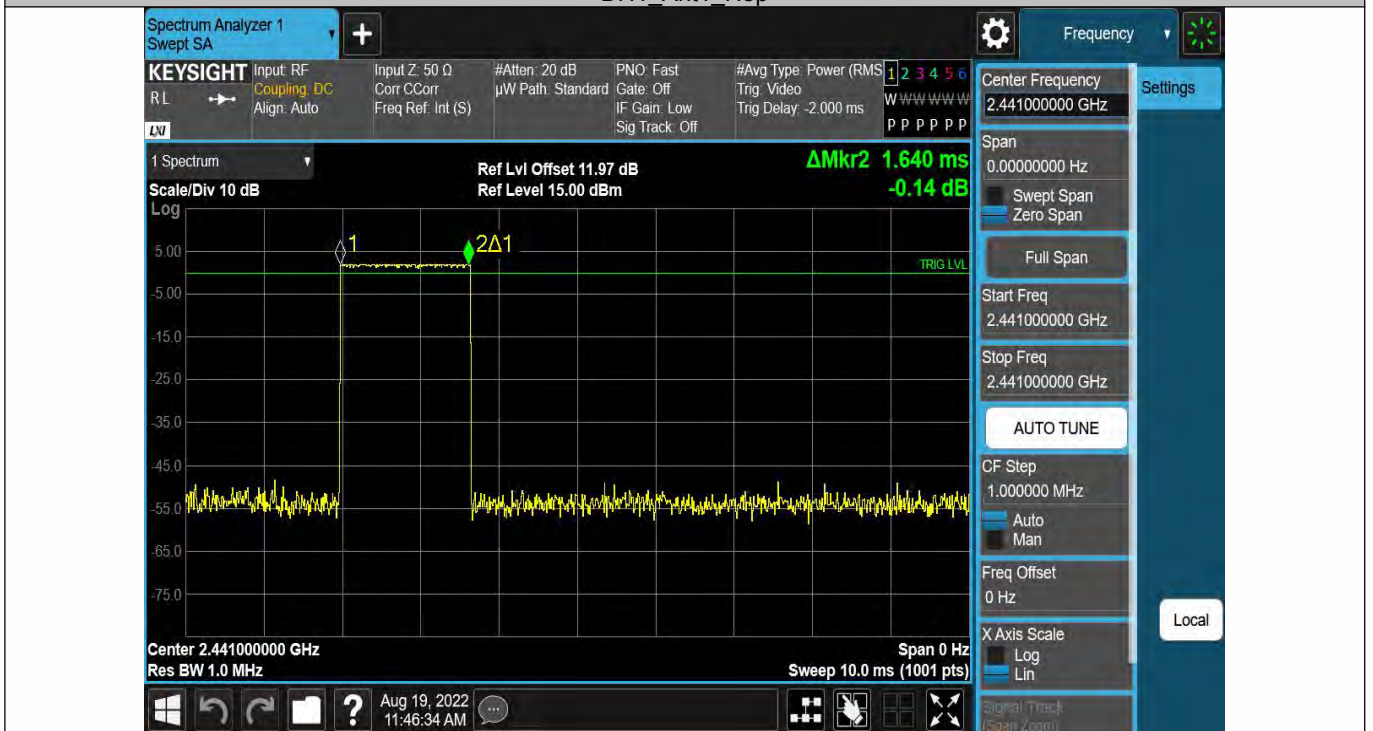 Spectrum Analyzer 1
Swept SA
+
Frequency
KEYSIGHT
RL
LXI
Input: RF
Coupling: DC
Align: Auto
Input Z: 50 Ω
Corr CCorr
Freq Ref: Int (S)
#Atten: 20 dB
µW Path: Standard
PNO: Fast
Gate: Off
IF Gain: Low
Sig Track: Off
#Avg Type: Power (RMS
Trig: Video
Trig Delay: -2.000 ms
1 2 3 4 5 6
W W W W W W
P P P P P P
Center Frequency
2.441000000 GHz
Settings
1 Spectrum
Scale/Div 10 dB
Log
Ref Lvl Offset 11.97 dB
Ref Level 15.00 dBm
ΔMkr2 1.640 ms
-0.14 dB
1
2Δ1
TRIG LVL
5.00
-5.00
-15.0
-25.0
-35.0
-45.0
-55.0
-65.0
-75.0
Center 2.441000000 GHz
Res BW 1.0 MHz
Span 0 Hz
Sweep 10.0 ms (1001 pts)
Span
0.00000000 Hz
Swept Span
Zero Span
Full Span
Start Freq
2.441000000 GHz
Stop Freq
2.441000000 GHz
AUTO TUNE
CF Step
1.000000 MHz
Auto
Man
Freq Offset
0 Hz
X Axis Scale
Log
Lin
Signal Track
(Span Zoom)
Local
?
Aug 19, 2022
11:46:34 AM